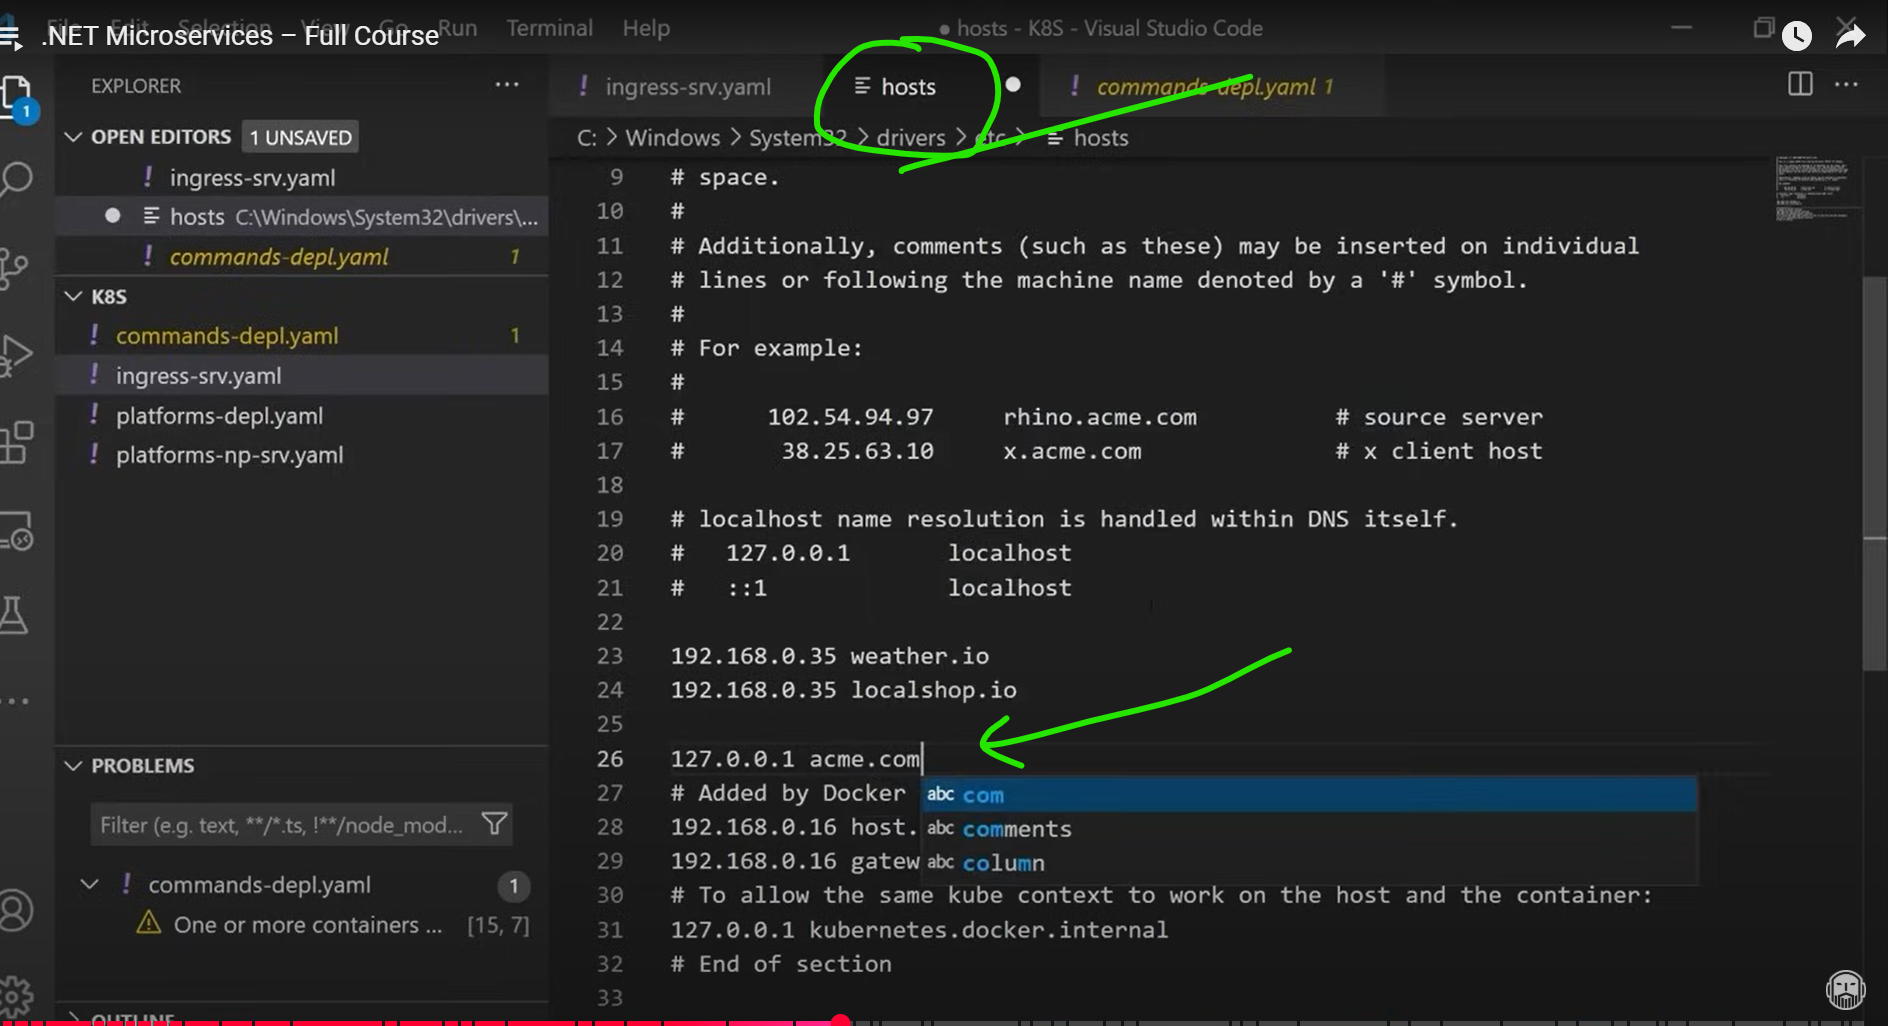 File Edit Selection View Go Run Terminal Help
● hosts - K8S - Visual Studio Code
.NET Microservices – Full Course
1
EXPLORER
OPEN EDITORS 1 UNSAVED
! ingress-srv.yaml
hosts C:\Windows\System32\drivers\...
! commands-depl.yaml 1
K8S
! commands-depl.yaml 1
! ingress-srv.yaml
! platforms-depl.yaml
! platforms-np-srv.yaml
PROBLEMS
Filter (e.g. text, **/*.ts, !**/node_mod...
! commands-depl.yaml 1
One or more containers ... [15, 7]
OUTLINE
! ingress-srv.yaml
hosts
! commands-depl.yaml 1
C: > Windows > System32 > drivers > etc > hosts
9 # space.
10 #
11 # Additionally, comments (such as these) may be inserted on individual
12 # lines or following the machine name denoted by a '#' symbol.
13 #
14 # For example:
15 #
16 # 102.54.94.97 rhino.acme.com # source server
17 # 38.25.63.10 x.acme.com # x client host
18
19 # localhost name resolution is handled within DNS itself.
20 # 127.0.0.1 localhost
21 # ::1 localhost
22
23 192.168.0.35 weather.io
24 192.168.0.35 localshop.io
25
26 127.0.0.1 acme.com
27 # Added by Docker
28 192.168.0.16 host.
29 192.168.0.16 gatew
abc com
abc comments
abc column
30 # To allow the same kube context to work on the host and the container:
31 127.0.0.1 kubernetes.docker.internal
32 # End of section
33